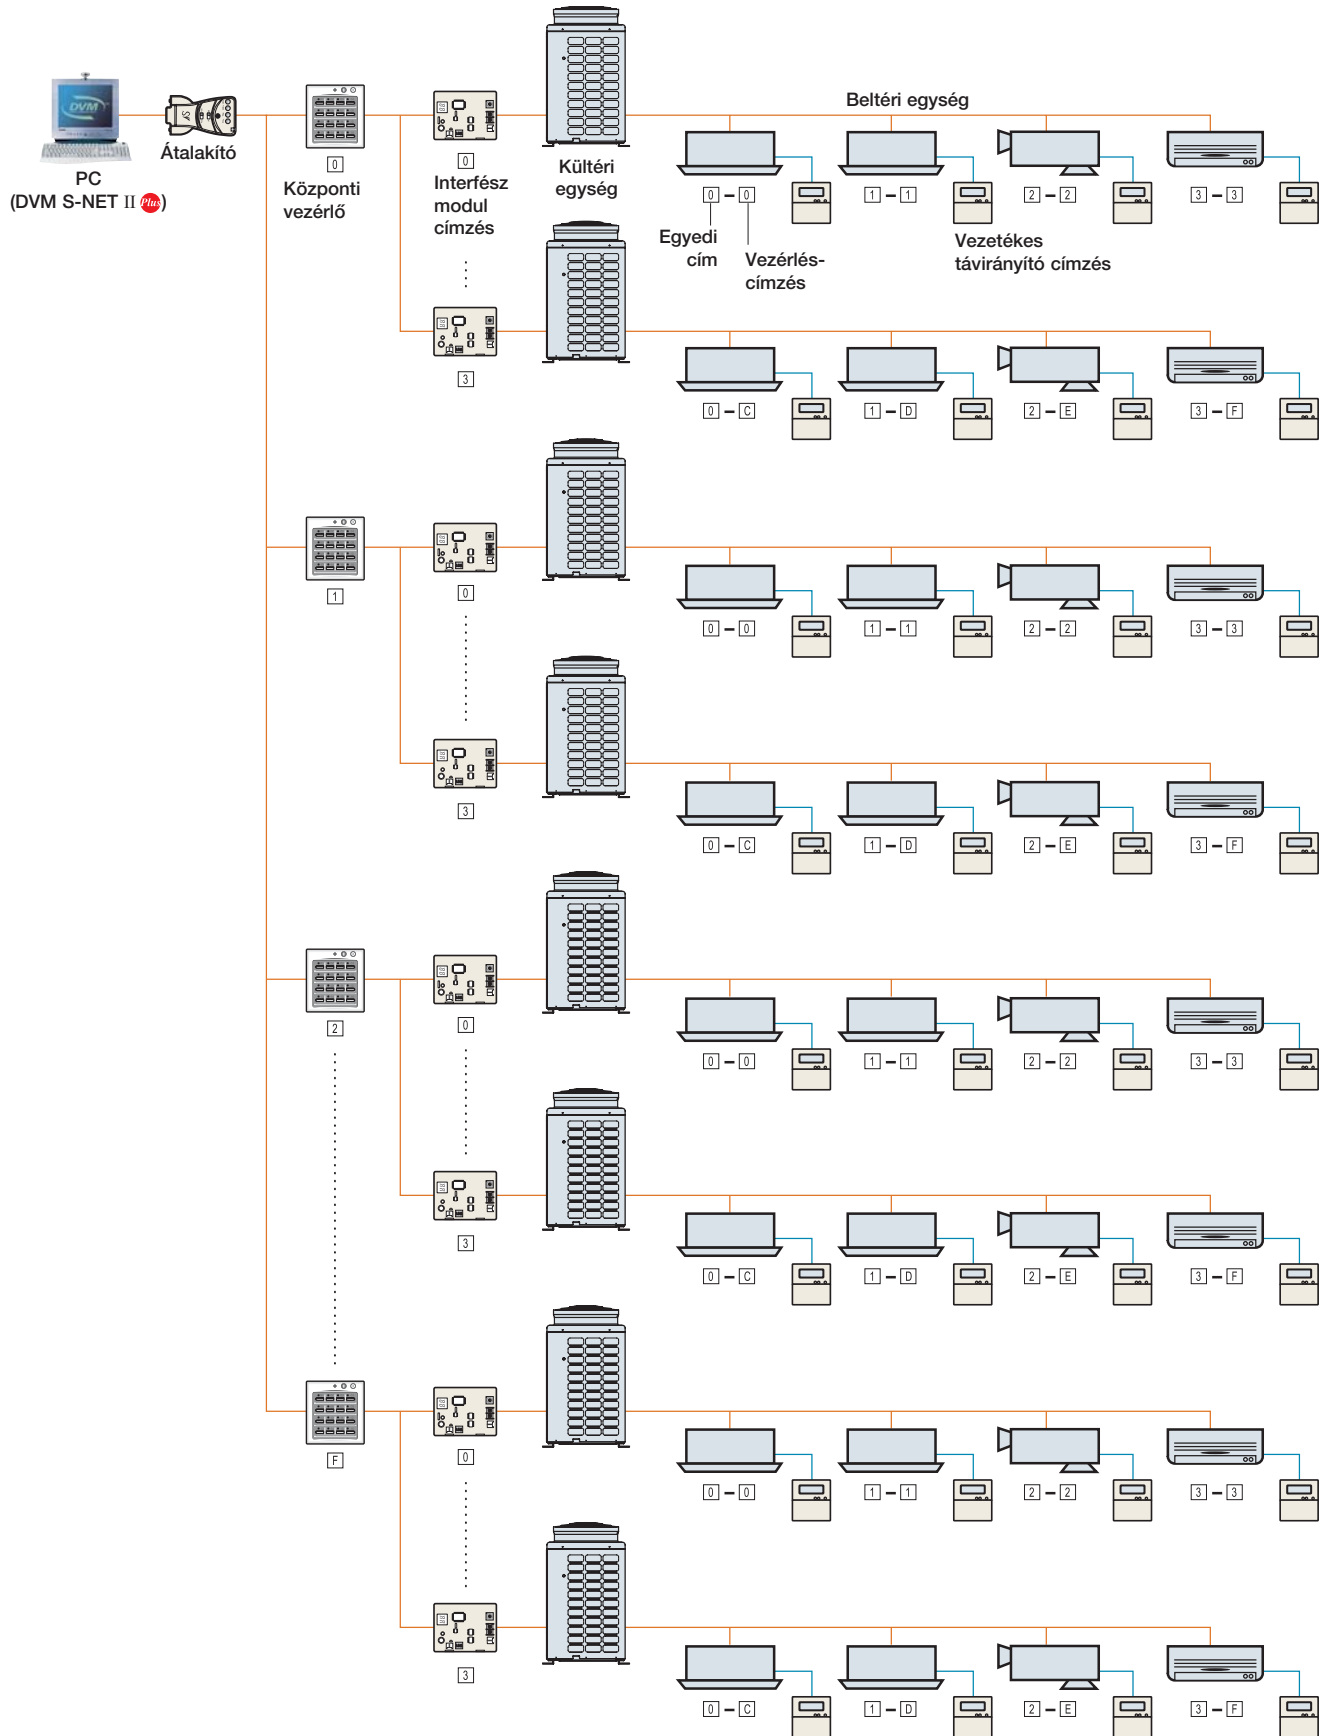 DVM
Átalakító
PC
(DVM S-NET II Plus)
0
Központi
vezérlő
0
Interfész
modul
címzés
Kültéri
egység
Beltéri egység
0 – 0
1 – 1
2 – 2
3 – 3
Egyedi
cím
Vezérlés-
címzés
Vezetékes
távirányító címzés
3
0 – C
1 – D
2 – E
3 – F
1
0
0 – 0
1 – 1
2 – 2
3 – 3
3
0 – C
1 – D
2 – E
3 – F
2
0
0 – 0
1 – 1
2 – 2
3 – 3
3
0 – C
1 – D
2 – E
3 – F
F
0
0 – 0
1 – 1
2 – 2
3 – 3
3
0 – C
1 – D
2 – E
3 – F